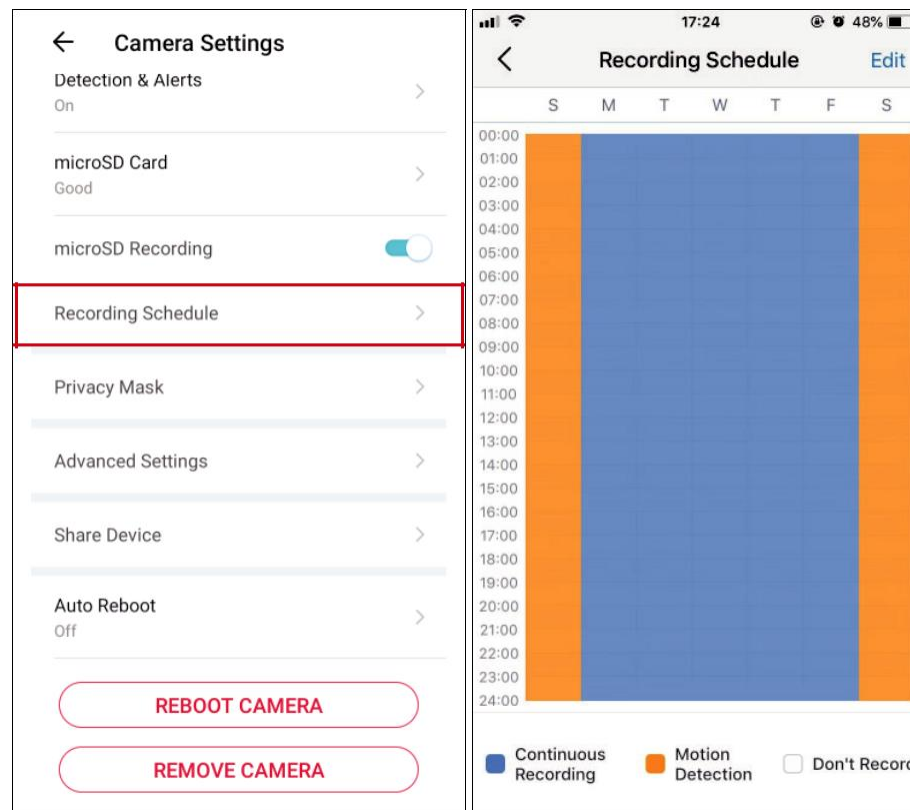 Camera Settings
Detection & Alerts
On
microSD Card
Good
microSD Recording
Recording Schedule
Privacy Mask
Advanced Settings
Share Device
Auto Reboot
Off
REBOOT CAMERA
REMOVE CAMERA
17:24
48%
Recording Schedule
Edit
S M T W T F S
00:00
01:00
02:00
03:00
04:00
05:00
06:00
07:00
08:00
09:00
10:00
11:00
12:00
13:00
14:00
15:00
16:00
17:00
18:00
19:00
20:00
21:00
22:00
23:00
24:00
Continuous
Recording
Motion
Detection
Don't Recor